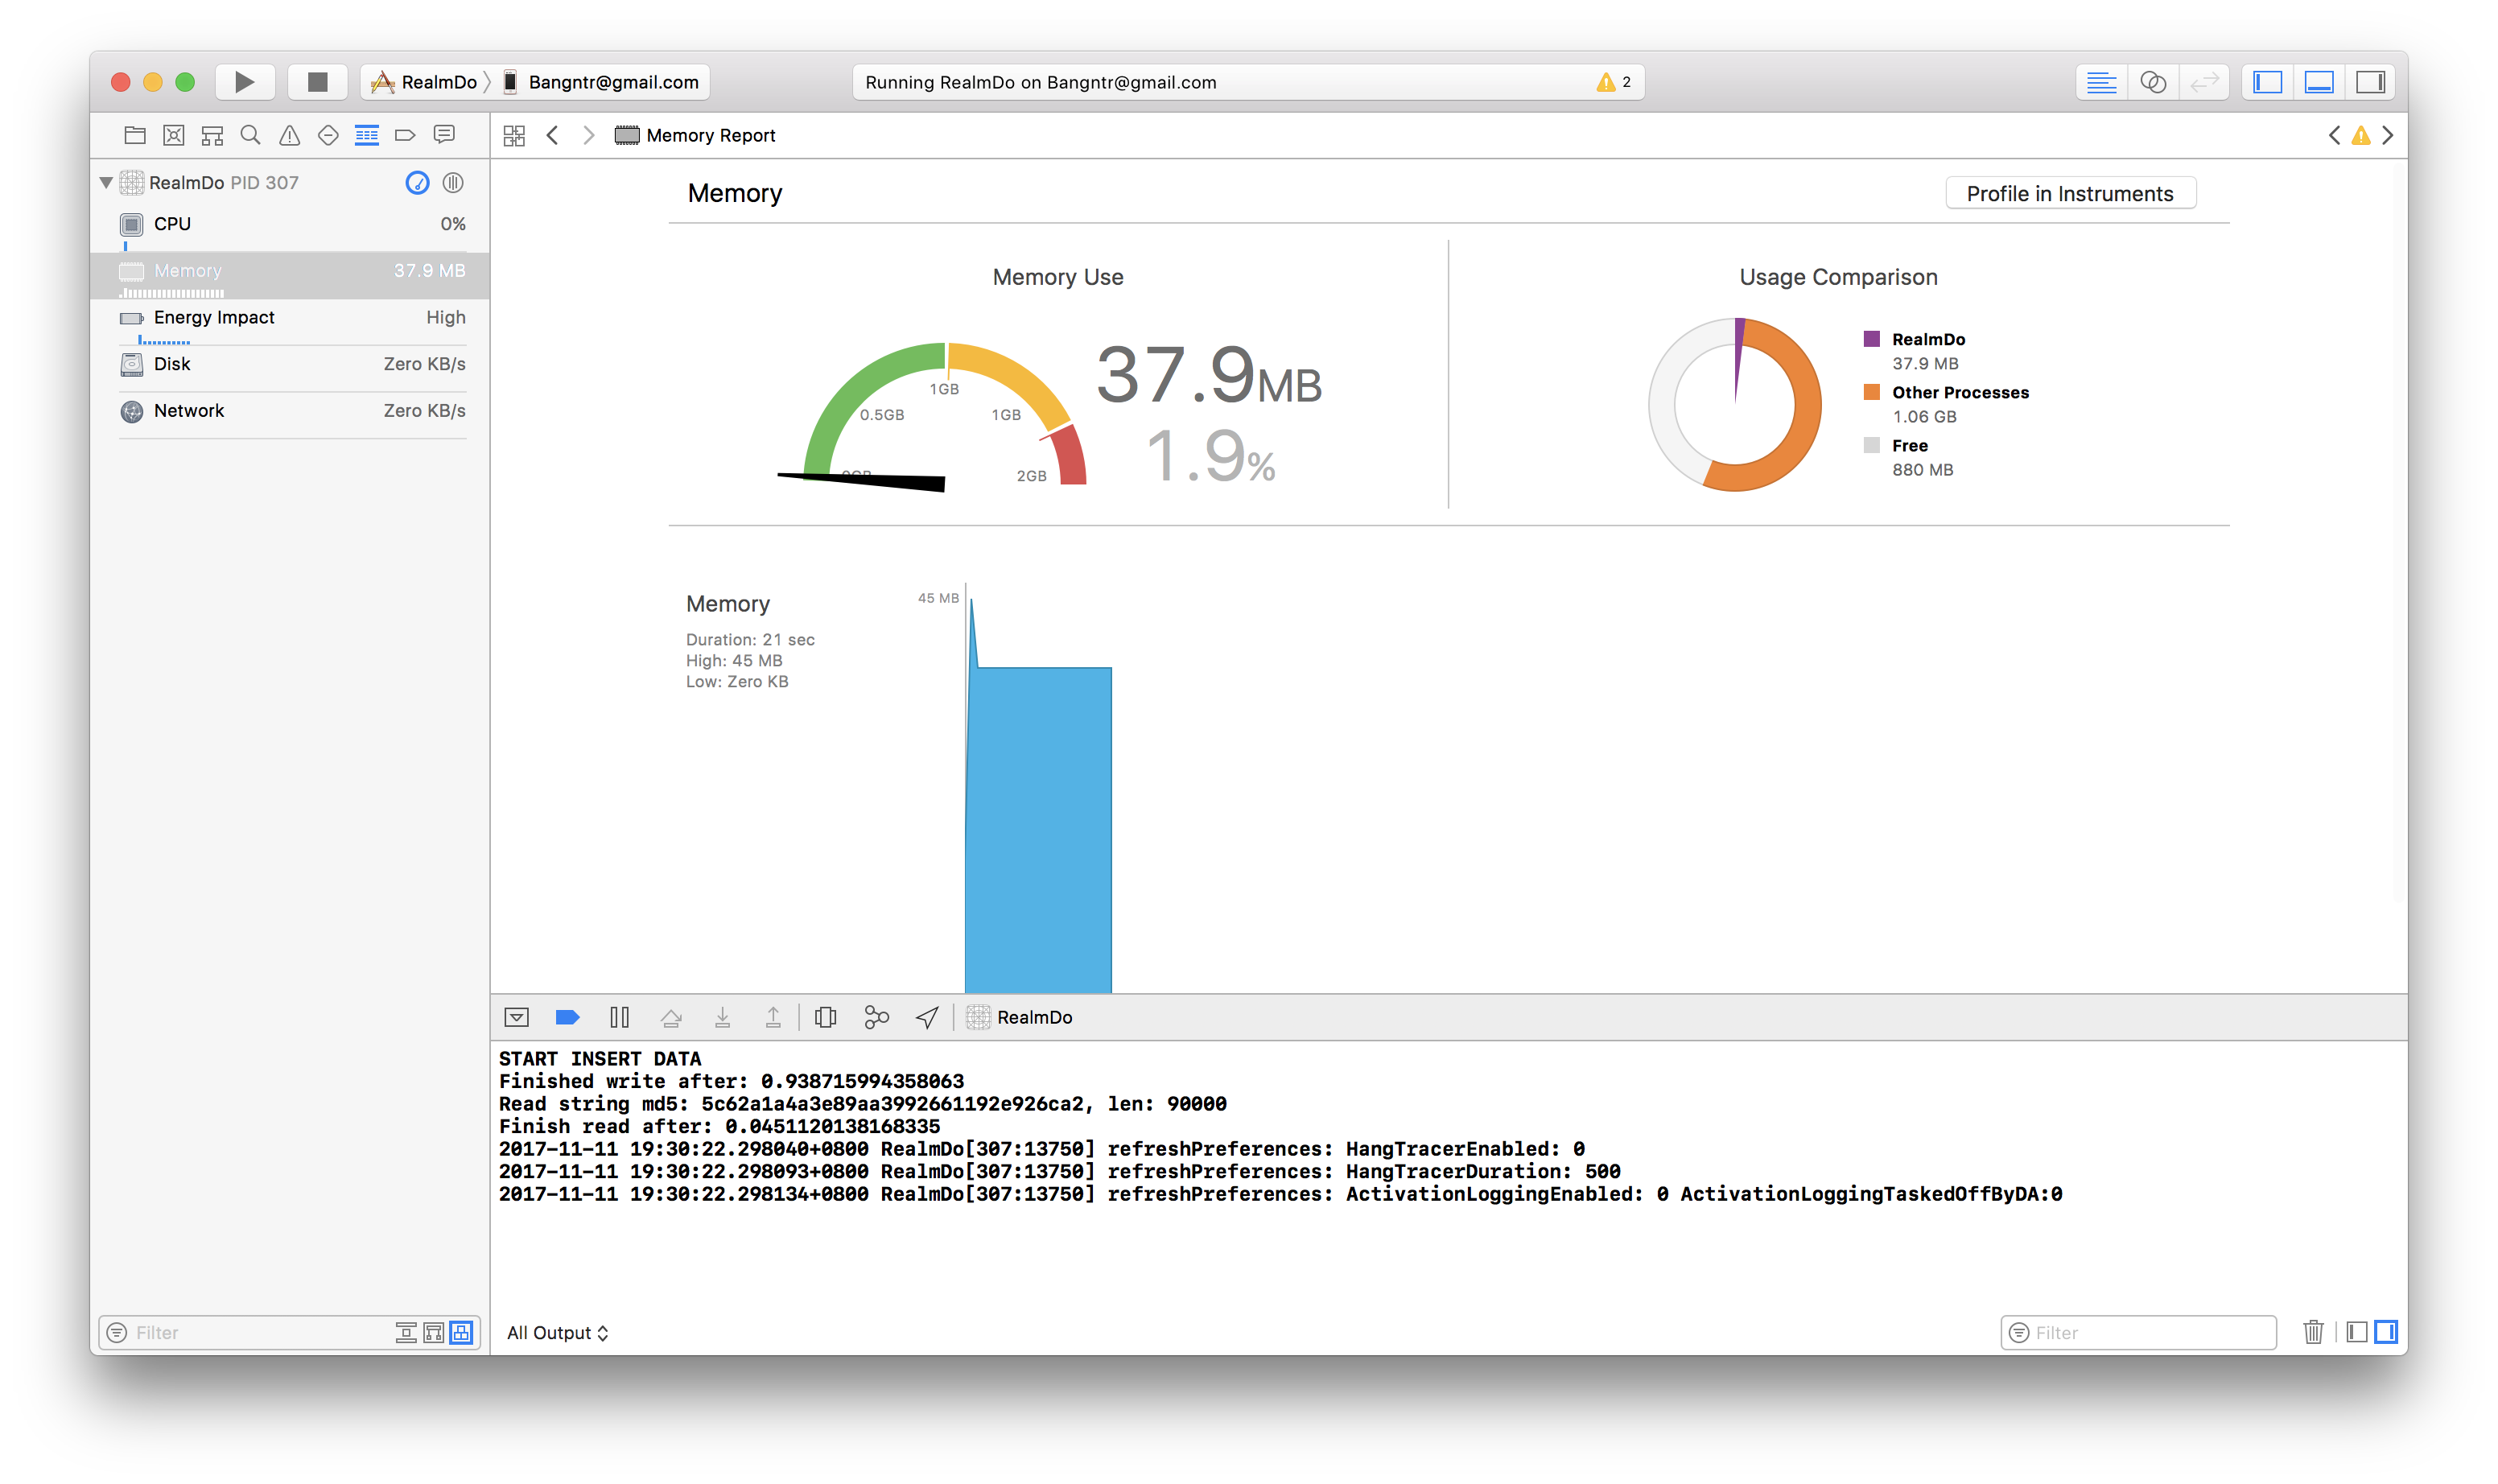 RealmDo Bangntr@gmail.com
Running RealmDo on Bangntr@gmail.com 2
Memory Report
RealmDo PID 307
CPU 0%
Memory 37.9 MB
Energy Impact High
Disk Zero KB/s
Network Zero KB/s
Filter
Memory
Profile in Instruments
Memory Use
0GB
0.5GB
1GB
1GB
2GB
37.9MB
1.9%
Usage Comparison
RealmDo
37.9 MB
Other Processes
1.06 GB
Free
880 MB
Memory
Duration: 21 sec
High: 45 MB
Low: Zero KB
45 MB
RealmDo
START INSERT DATA
Finished write after: 0.938715994358063
Read string md5: 5c62a1a4a3e89aa3992661192e926ca2, len: 90000
Finish read after: 0.0451120138168335
2017-11-11 19:30:22.298040+0800 RealmDo[307:13750] refreshPreferences: HangTracerEnabled: 0
2017-11-11 19:30:22.298093+0800 RealmDo[307:13750] refreshPreferences: HangTracerDuration: 500
2017-11-11 19:30:22.298134+0800 RealmDo[307:13750] refreshPreferences: ActivationLoggingEnabled: 0 ActivationLoggingTaskedOffByDA:0
All Output
Filter